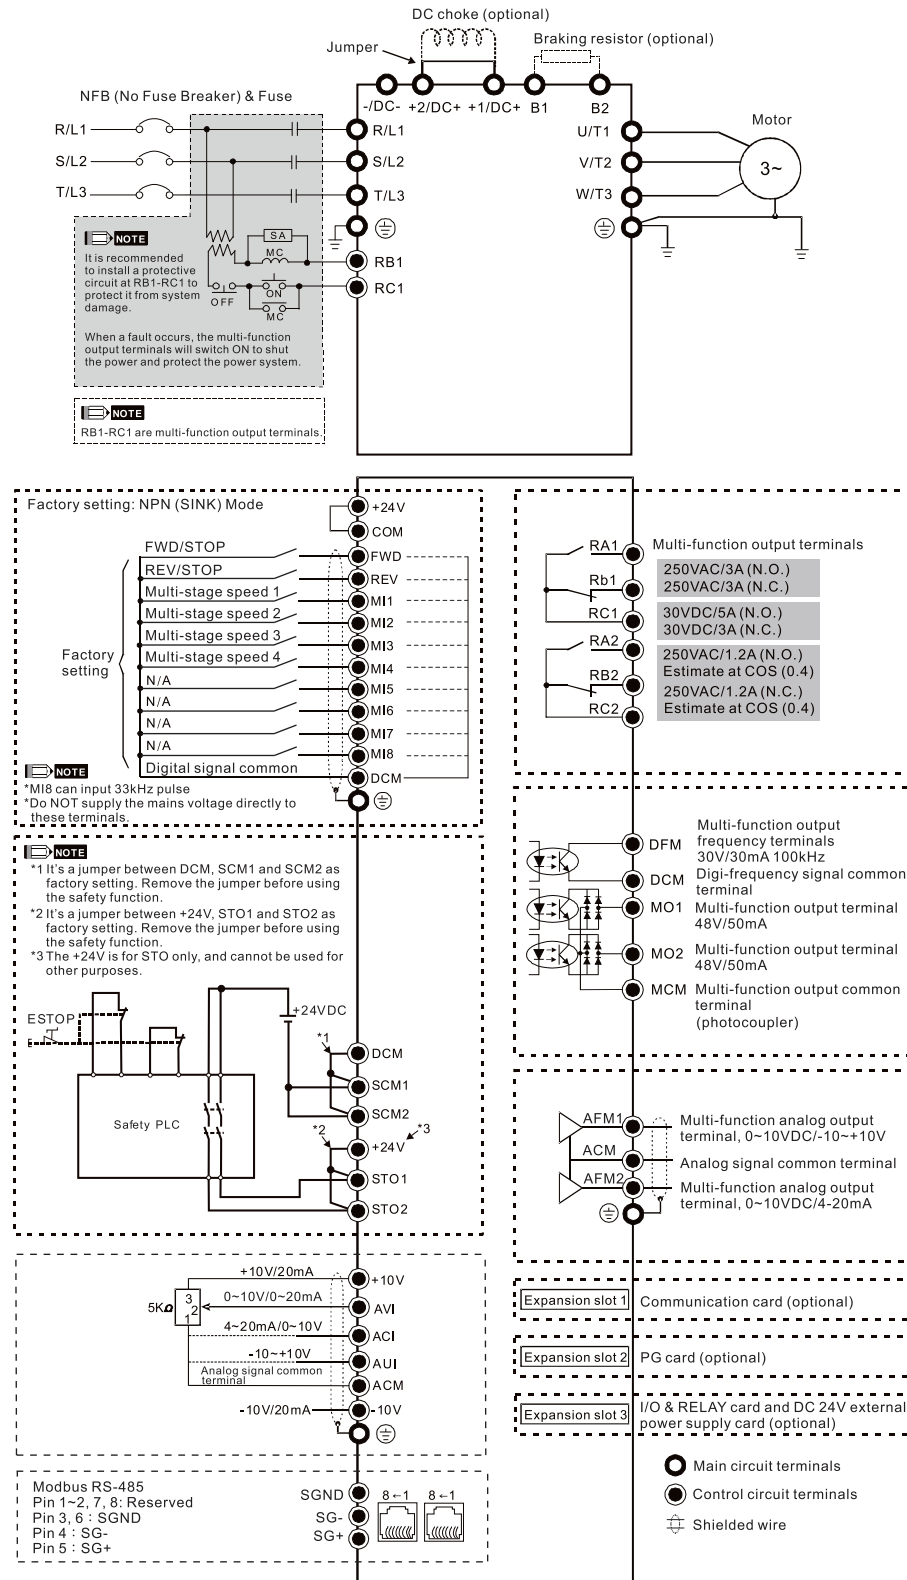 DC choke (optional)
Jumper
Braking resistor (optional)
NFB (No Fuse Breaker) & Fuse
-/DC- +2/DC+ +1/DC+ B1 B2
R/L1
S/L2
T/L3
R/L1
S/L2
T/L3
RB1
RC1
U/T1
V/T2
W/T3
Motor
3~
SA
MC
ON
OFF
MC
NOTE
It is recommended
to install a protective
circuit at RB1-RC1 to
protect it from system
damage.
When a fault occurs, the multi-function
output terminals will switch ON to shut
the power and protect the power system.
NOTE
RB1-RC1 are multi-function output terminals.
Factory setting: NPN (SINK) Mode
+24V
COM
FWD/STOP
FWD
REV/STOP
REV
Multi-stage speed 1
MI1
Multi-stage speed 2
MI2
Multi-stage speed 3
MI3
Multi-stage speed 4
MI4
N/A
MI5
N/A
MI6
N/A
MI7
N/A
MI8
Digital signal common
DCM
Factory
setting
NOTE
*MI8 can input 33kHz pulse
*Do NOT supply the mains voltage directly to
these terminals.
RA1
Rb1
RC1
RA2
RB2
RC2
Multi-function output terminals
250VAC/3A (N.O.)
250VAC/3A (N.C.)
30VDC/5A (N.O.)
30VDC/3A (N.C.)
250VAC/1.2A (N.O.)
Estimate at COS (0.4)
250VAC/1.2A (N.C.)
Estimate at COS (0.4)
NOTE
*1 It's a jumper between DCM, SCM1 and SCM2 as
factory setting. Remove the jumper before using
the safety function.
*2 It's a jumper between +24V, STO1 and STO2 as
factory setting. Remove the jumper before using
the safety function.
*3 The +24V is for STO only, and cannot be used for
other purposes.
ESTOP
Safety PLC
+24VDC
*1
DCM
SCM1
SCM2
*2
*3
+24V
STO1
STO2
DFM
Multi-function output
frequency terminals
30V/30mA 100kHz
DCM
Digi-frequency signal common
terminal
MO1
Multi-function output terminal
48V/50mA
MO2
Multi-function output terminal
48V/50mA
MCM
Multi-function output common
terminal
(photocoupler)
AFM1
Multi-function analog output
terminal, 0~10VDC/-10~+10V
ACM
Analog signal common terminal
AFM2
Multi-function analog output
terminal, 0~10VDC/4-20mA
+10V/20mA
+10V
5KΩ
3
2
1
0~10V/0~20mA
AVI
4~20mA/0~10V
ACI
-10~+10V
AUI
Analog signal common
terminal
ACM
-10V/20mA
-10V
Expansion slot 1
Communication card (optional)
Expansion slot 2
PG card (optional)
Expansion slot 3
I/O & RELAY card and DC 24V external
power supply card (optional)
Modbus RS-485
Pin 1~2, 7, 8: Reserved
Pin 3, 6 : SGND
Pin 4 : SG-
Pin 5 : SG+
SGND
SG-
SG+
8←1 8←1
Main circuit terminals
Control circuit terminals
Shielded wire